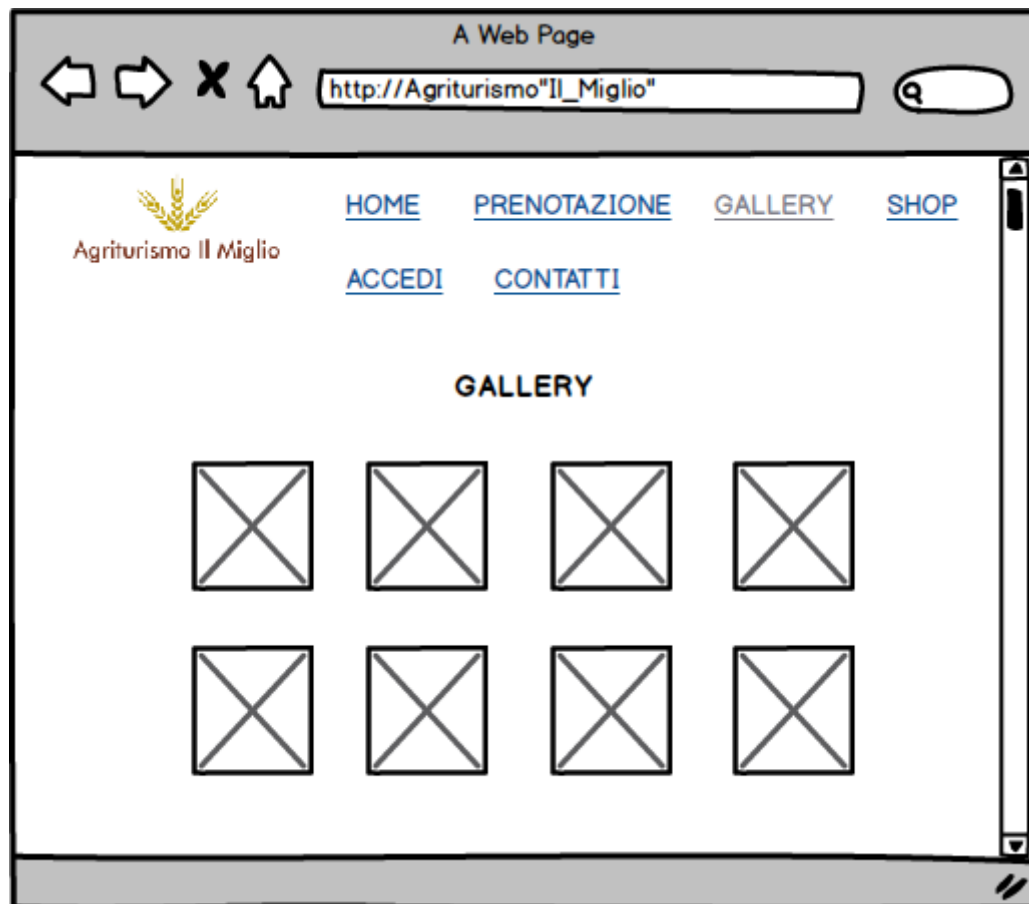 A Web Page
http://Agriturismo"Il_Miglio"
Agriturismo Il Miglio
HOME PRENOTAZIONE GALLERY SHOP
ACCEDI CONTATTI
GALLERY